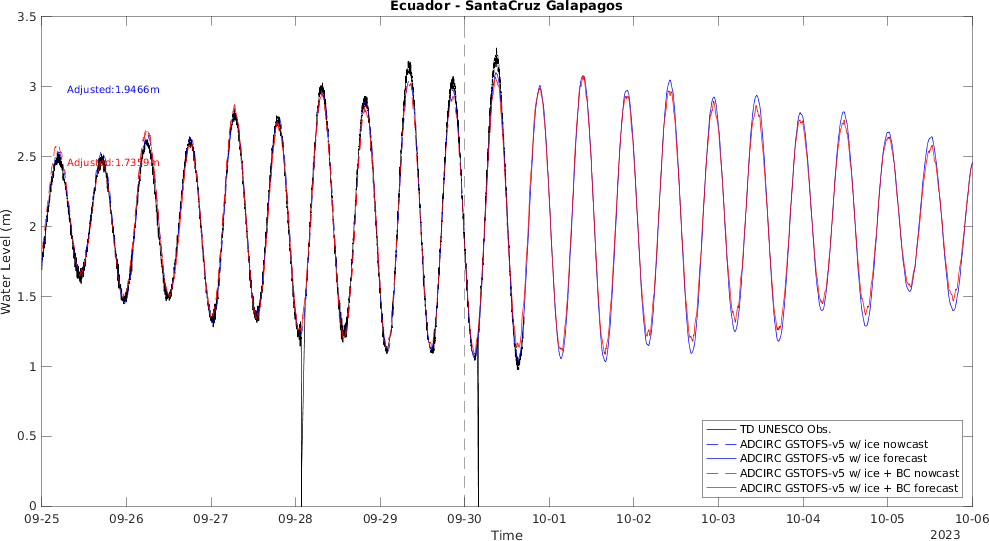 Ecuador - SantaCruz Galapagos
3.5
3
2.5
2
1.5
1
0.5
0
Water Level (m)
Adjusted:1.9466m
Adjusted:1.7359m
TD UNESCO Obs.
ADCIRC GSTOFS-v5 w/ ice nowcast
ADCIRC GSTOFS-v5 w/ ice forecast
ADCIRC GSTOFS-v5 w/ ice + BC nowcast
ADCIRC GSTOFS-v5 w/ ice + BC forecast
09-25 09-26 09-27 09-28 09-29 09-30 10-01 10-02 10-03 10-04 10-05 10-06
Time
2023